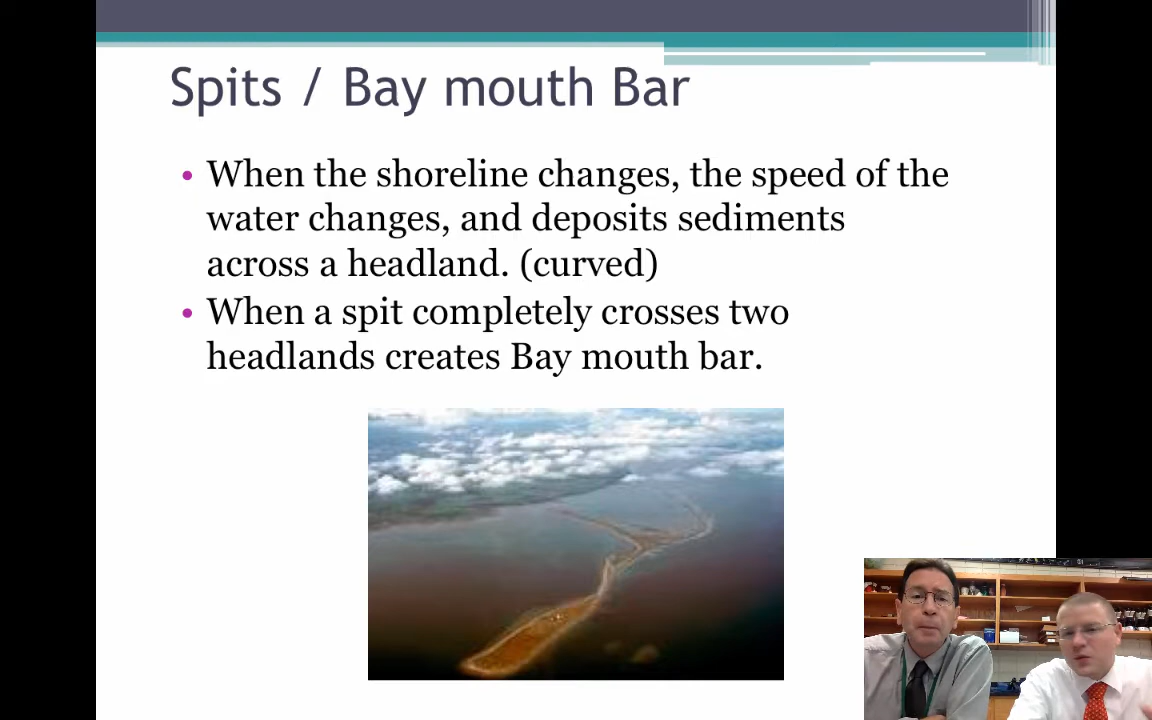 Spits / Bay mouth Bar
• When the shoreline changes, the speed of the
water changes, and deposits sediments
across a headland. (curved)
• When a spit completely crosses two
headlands creates Bay mouth bar.